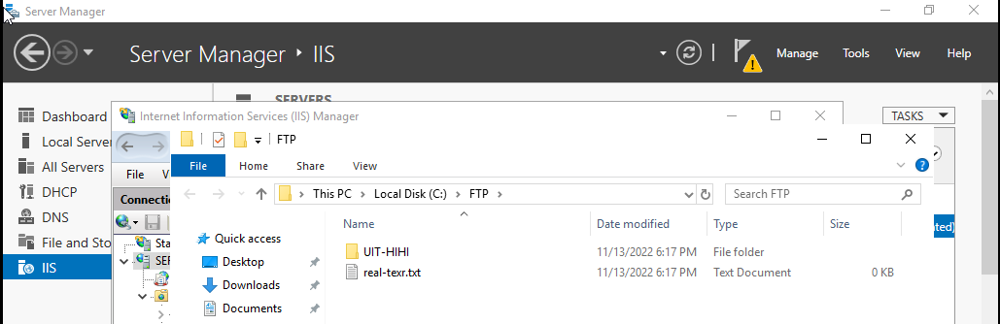 Server Manager
Server Manager IIS
Manage Tools View Help
Dashboard
SERVERS
Local Serve
All Servers
DHCP
DNS
File and Sto
IIS
TASKS
Internet Information Services (IIS) Manager
File V
Connectio
Sta
SER
FTP
File Home Share View
This PC Local Disk (C:) FTP
Search FTP
Quick access
Desktop
Downloads
Documents
Name Date modified Type Size
UIT-HIHI 11/13/2022 6:17 PM File folder
real-texr.txt 11/13/2022 6:17 PM Text Document 0 KB
ted)